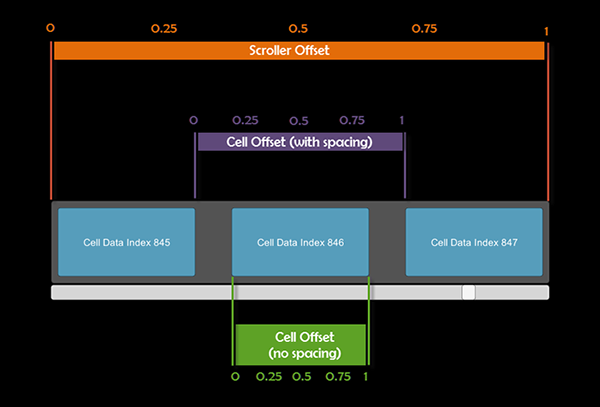 0 0.25 0.5 0.75 1
Scroller Offset
0 0.25 0.5 0.75 1
Cell Offset (with spacing)
Cell Data Index 845 Cell Data Index 846 Cell Data Index 847
Cell Offset
(no spacing)
0 0.25 0.5 0.75 1